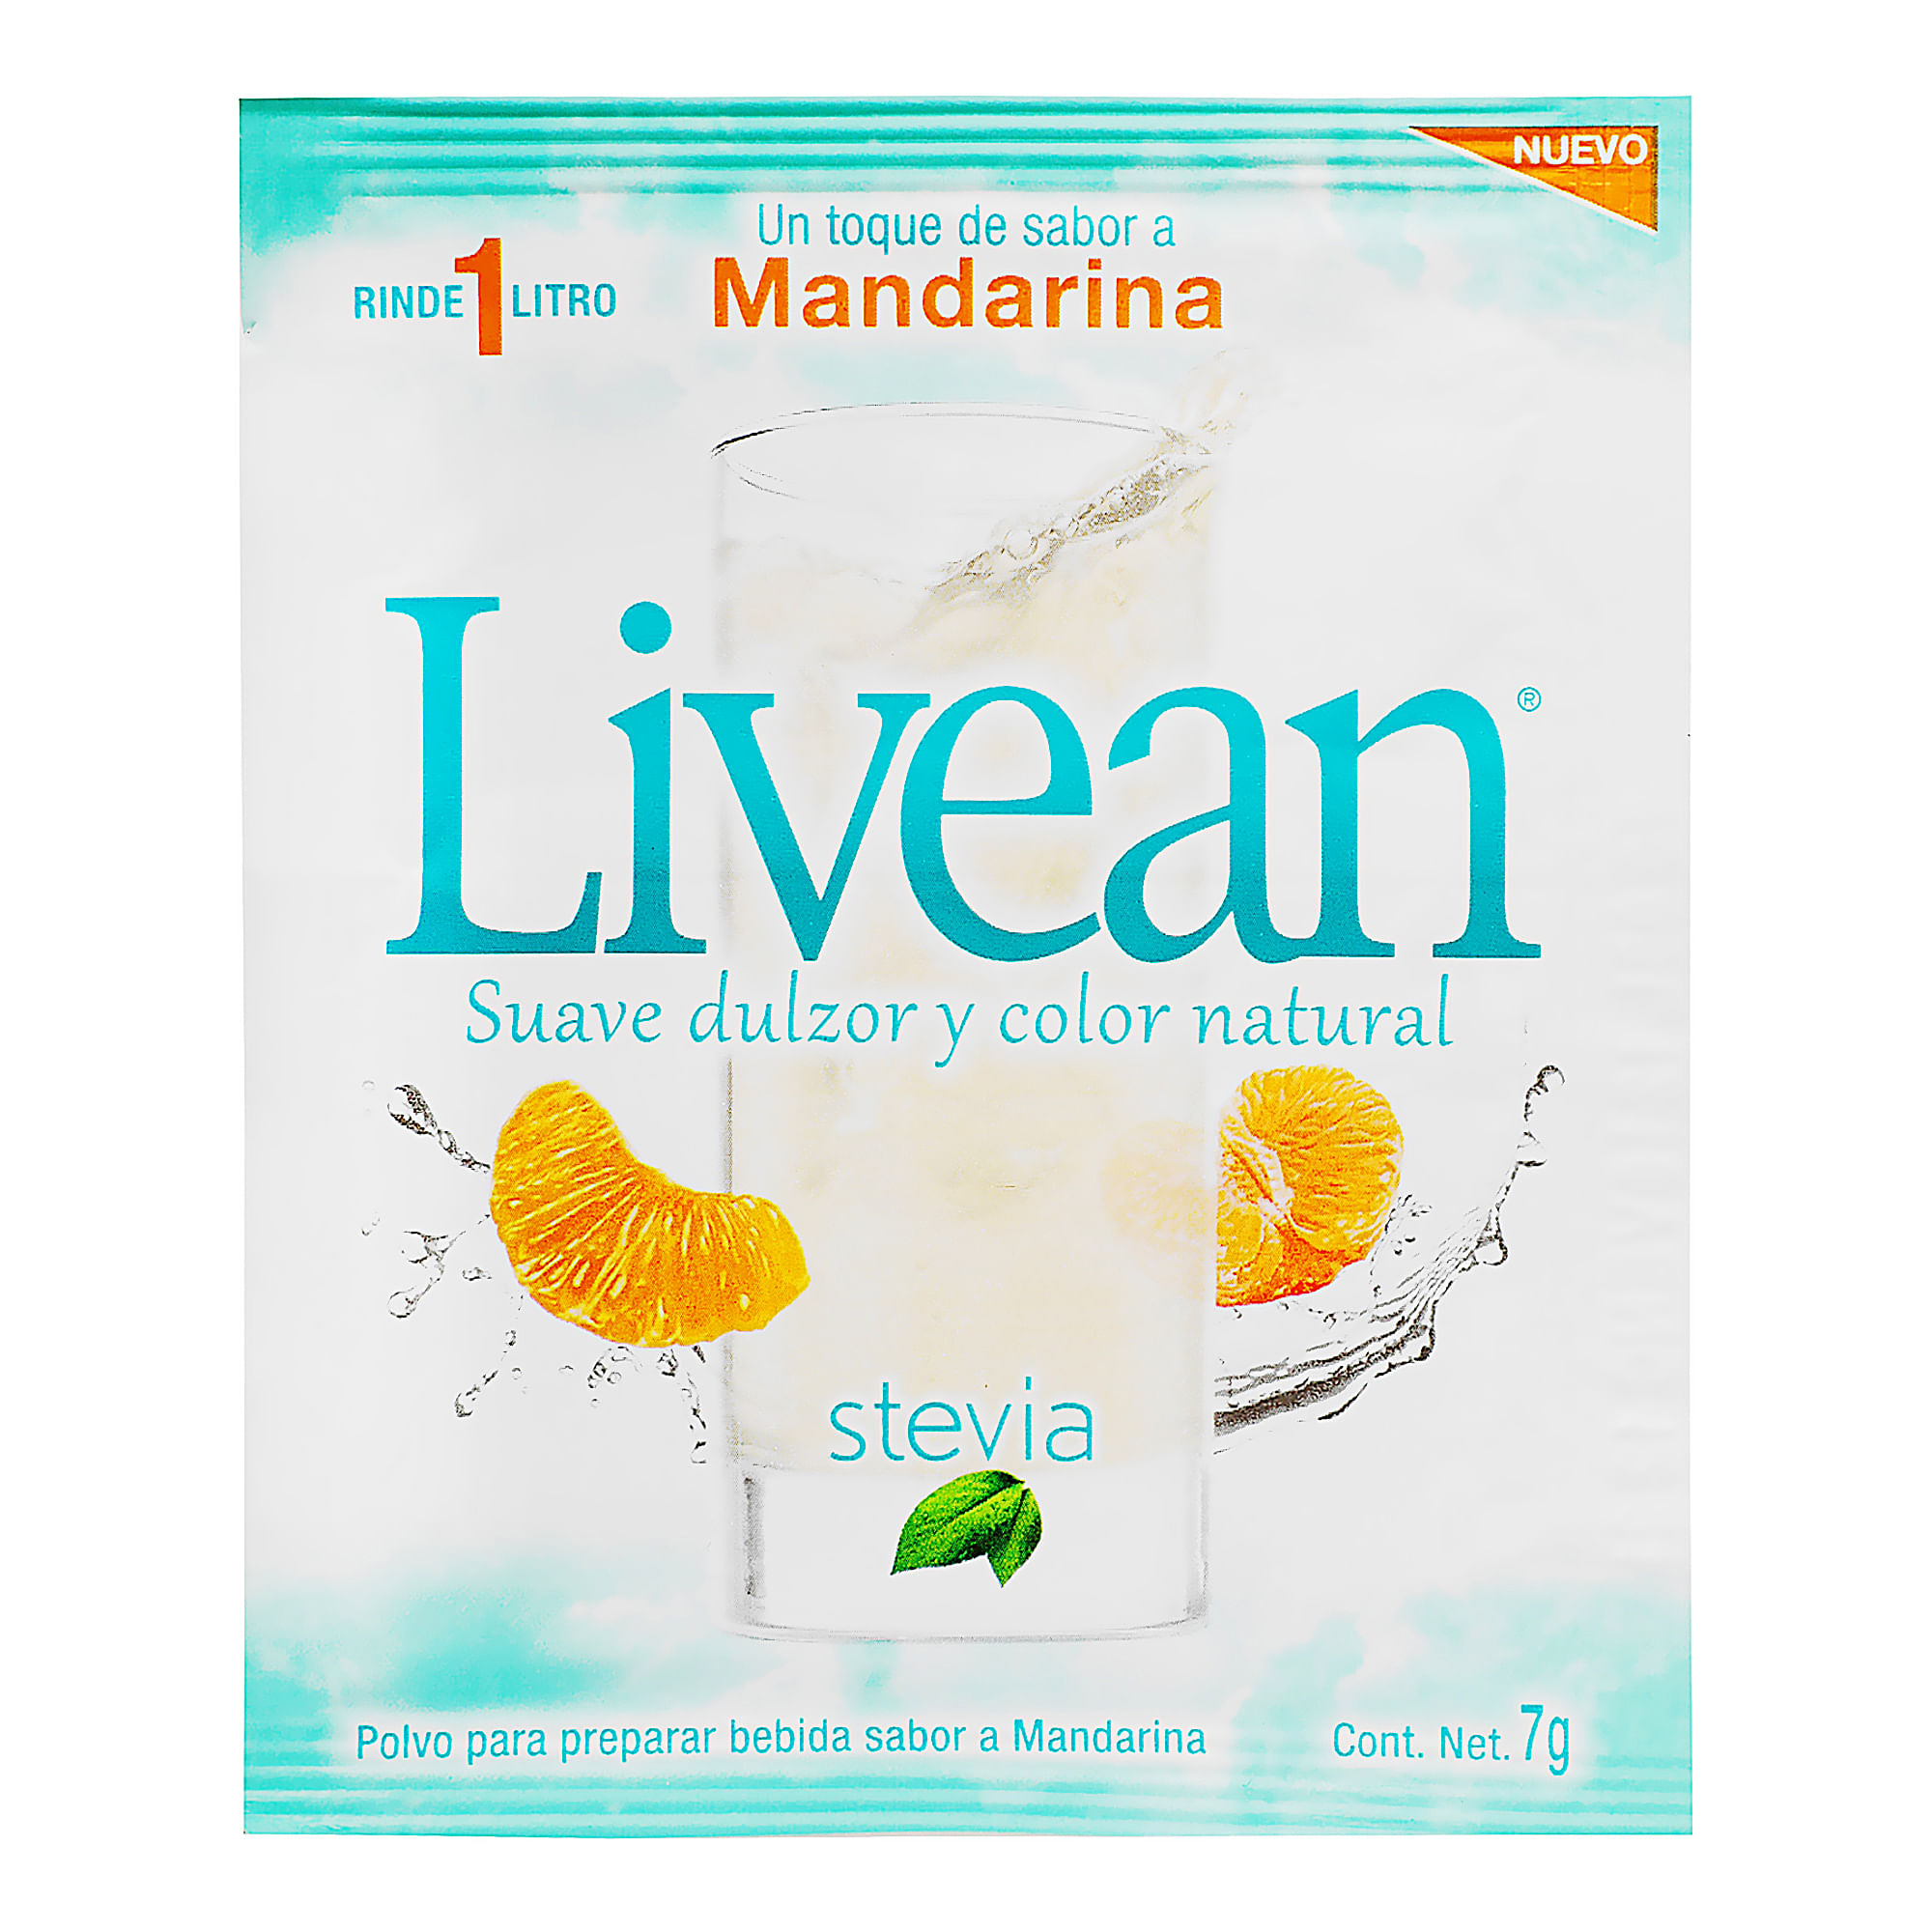 NUEVO
Un toque de sabor a
Mandarina
RINDE 1 LITRO
Livean®
Suave dulzor y color natural
stevia
Polvo para preparar bebida sabor a Mandarina
Cont. Net. 7g